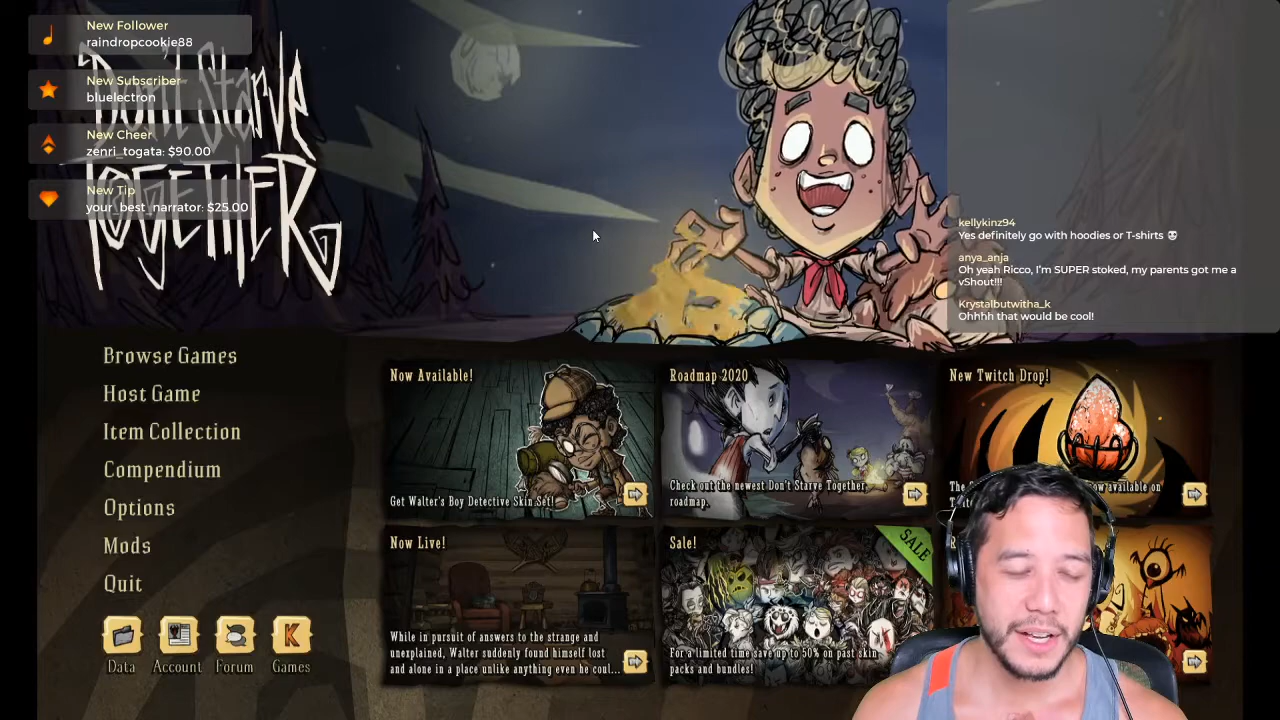 New Follower
raindropcookie88
New Subscriber
bluelectron
New Cheer
zenri_togata: $90.00
New Tip
your_best_narrator: $25.00
Don't Starve
TOGETHER
kellykinz94
Yes definitely go with hoodies or T-shirts
anya_anja
Oh yeah Ricco, I'm SUPER stoked, my parents got me a
vShout!!!
Krystalbutwitha_k
Ohhhh that would be cool!
Browse Games
Host Game
Item Collection
Compendium
Options
Mods
Quit
Data
Account
Forum
Games
Now Available!
Get Walter's Boy Detective Skin Set!
Roadmap 2020
Check out the newest Don't Starve Together
roadmap.
New Twitch Drop!
available on
Now Live!
While in pursuit of answers to the strange and
unexplained, Walter suddenly found himself lost
and alone in a place unlike anything even he coul...
Sale!
SALE
For a limited time save up to 50% on past skin
packs and bundles!